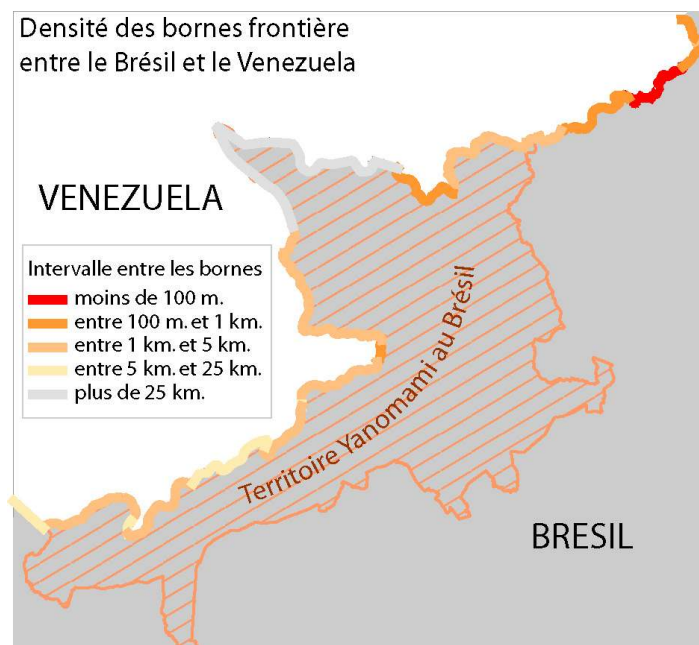 Densité des bornes frontière
entre le Brésil et le Venezuela
VENEZUELA
Intervalle entre les bornes
moins de 100 m.
entre 100 m. et 1 km.
entre 1 km. et 5 km.
entre 5 km. et 25 km.
plus de 25 km.
Territoire Yanomami au Brésil
BRESIL